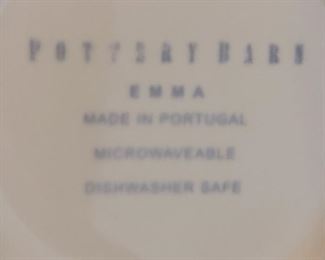 POTTERY BARN
EMMA
MADE IN PORTUGAL
MICROWAVEABLE
DISHWASHER SAFE